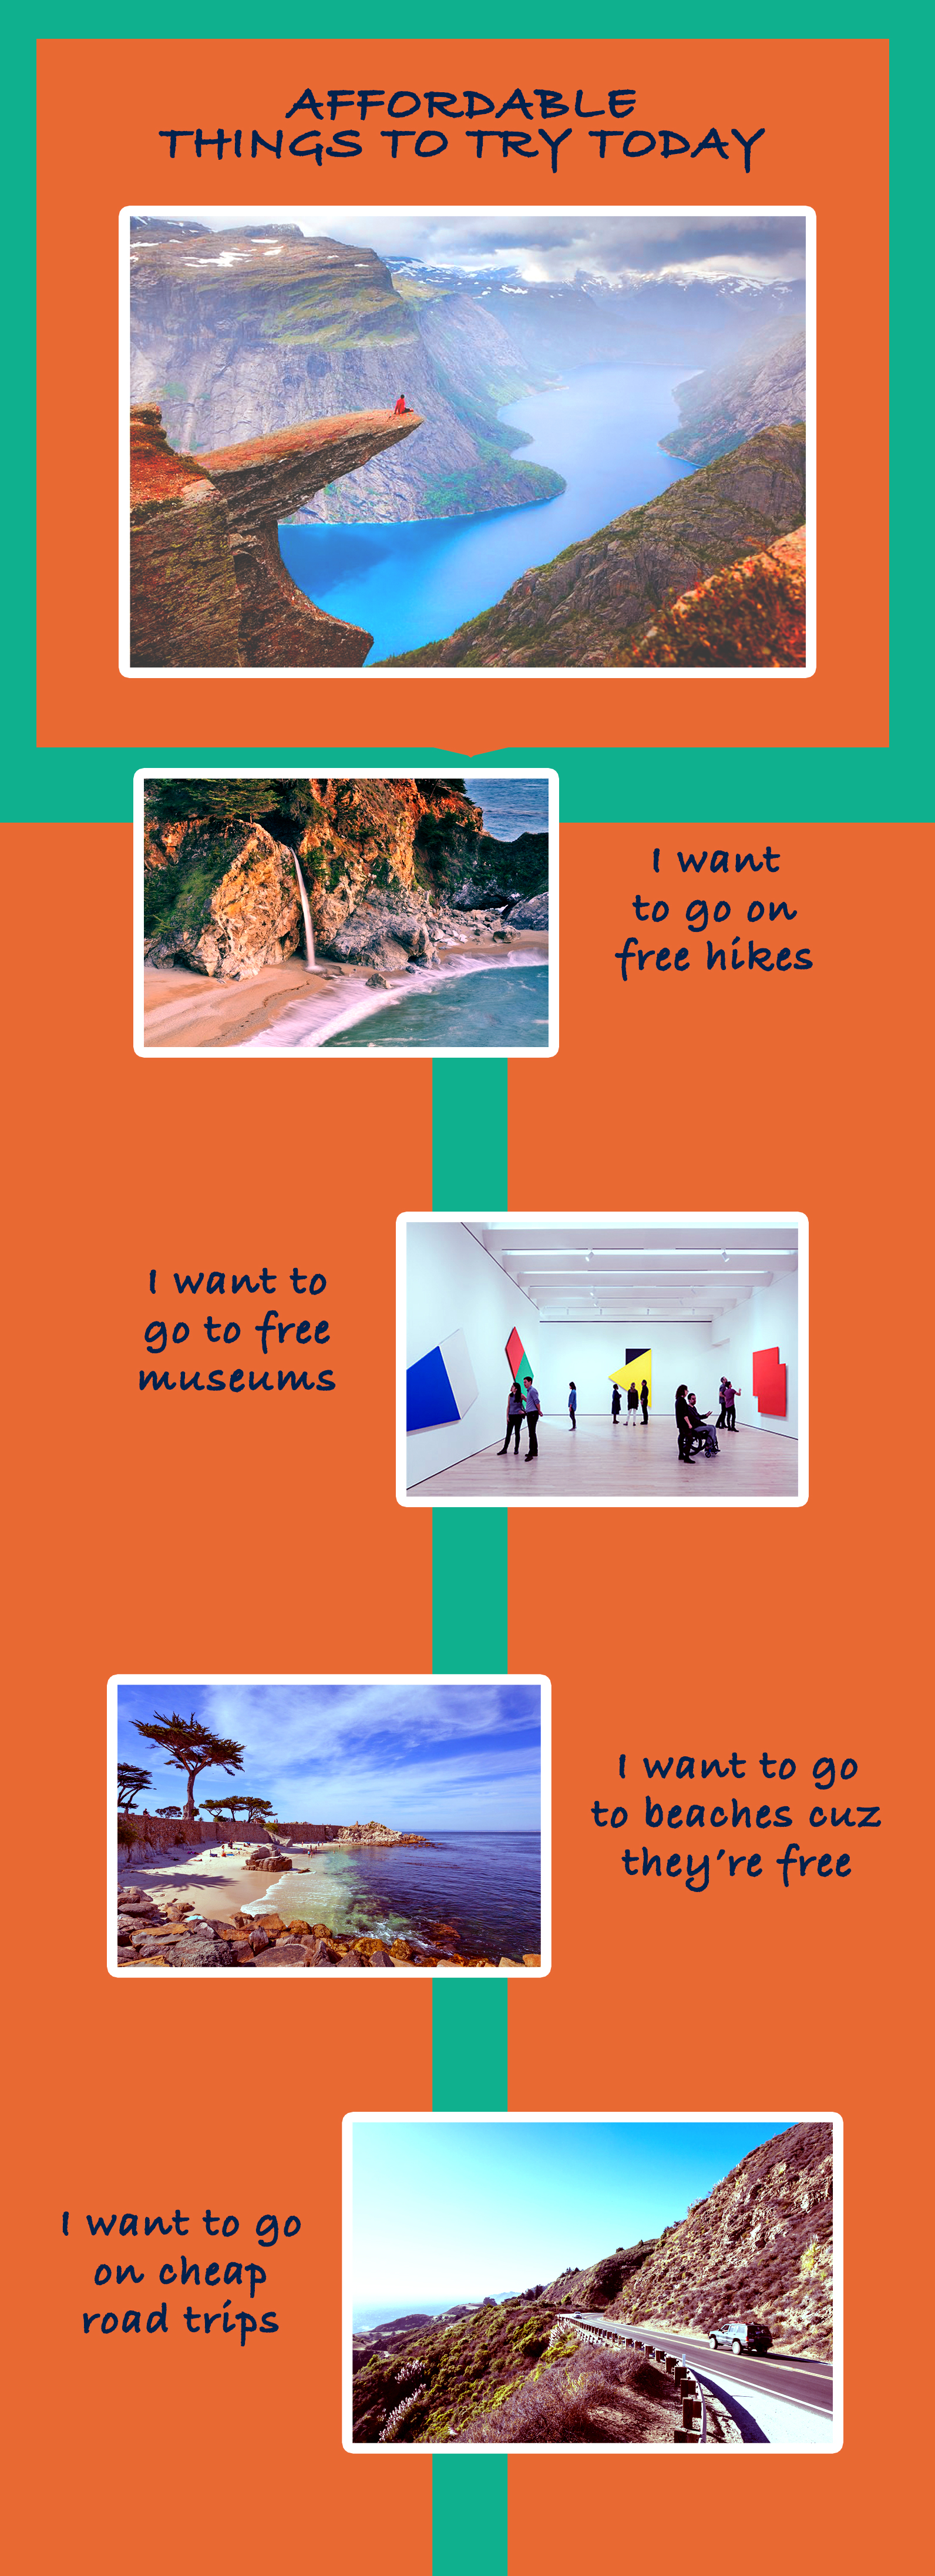 AFFORDABLE
THINGS TO TRY TODAY
I want
to go on
free hikes
I want to
go to free
museums
I want to go
to beaches cuz
they're free
I want to go
on cheap
road trips